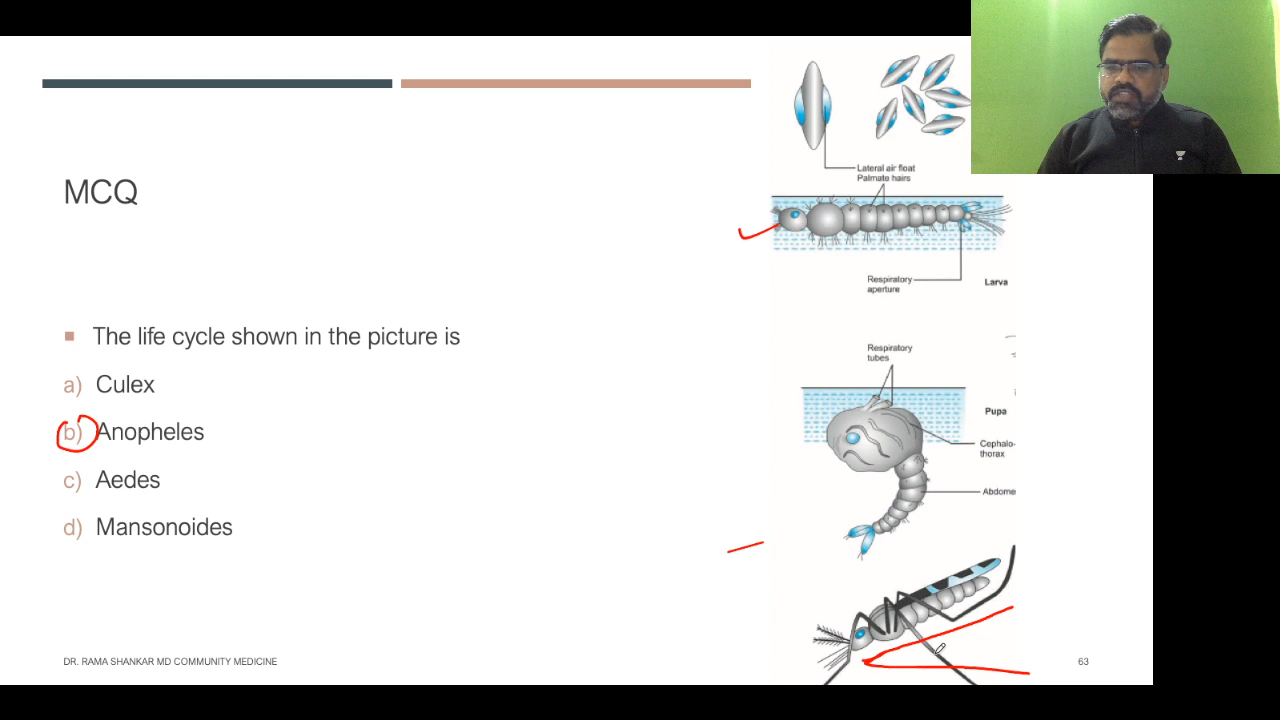 MCQ
The life cycle shown in the picture is
a) Culex
b) Anopheles
c) Aedes
d) Mansonoides
DR. RAMA SHANKAR MD COMMUNITY MEDICINE
Lateral air float
Palmate hairs
Respiratory
aperture
Larva
Respiratory
tubes
Pupa
Cephalo-
thorax
Abdome
63